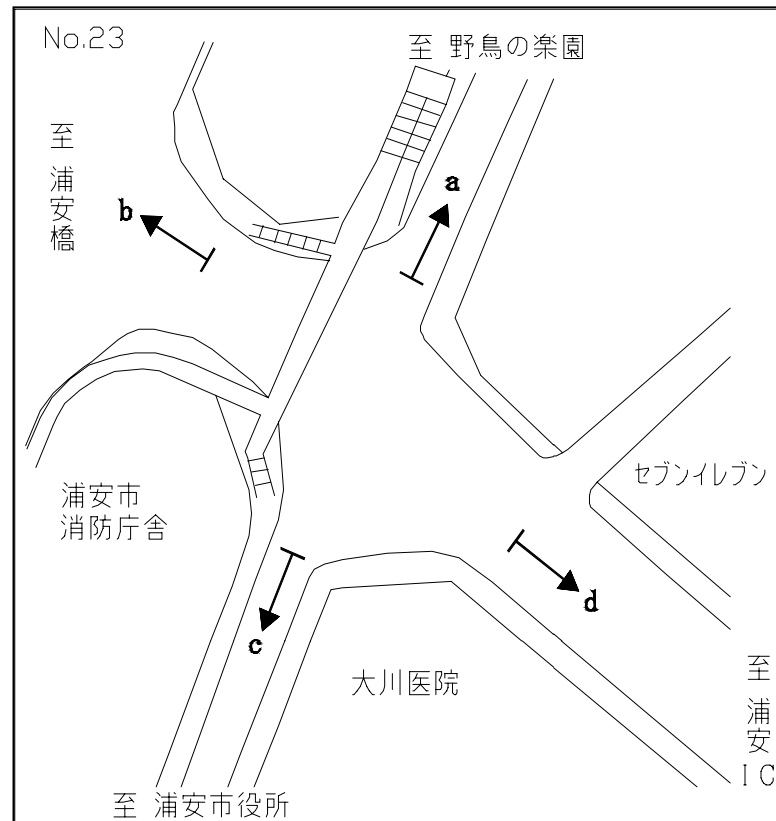 No.23
至 野鳥の楽園
至 浦安橋
a
b
セブンイレブン
浦安市
消防庁舎
d
c
大川医院
至 浦安IC
至 浦安市役所